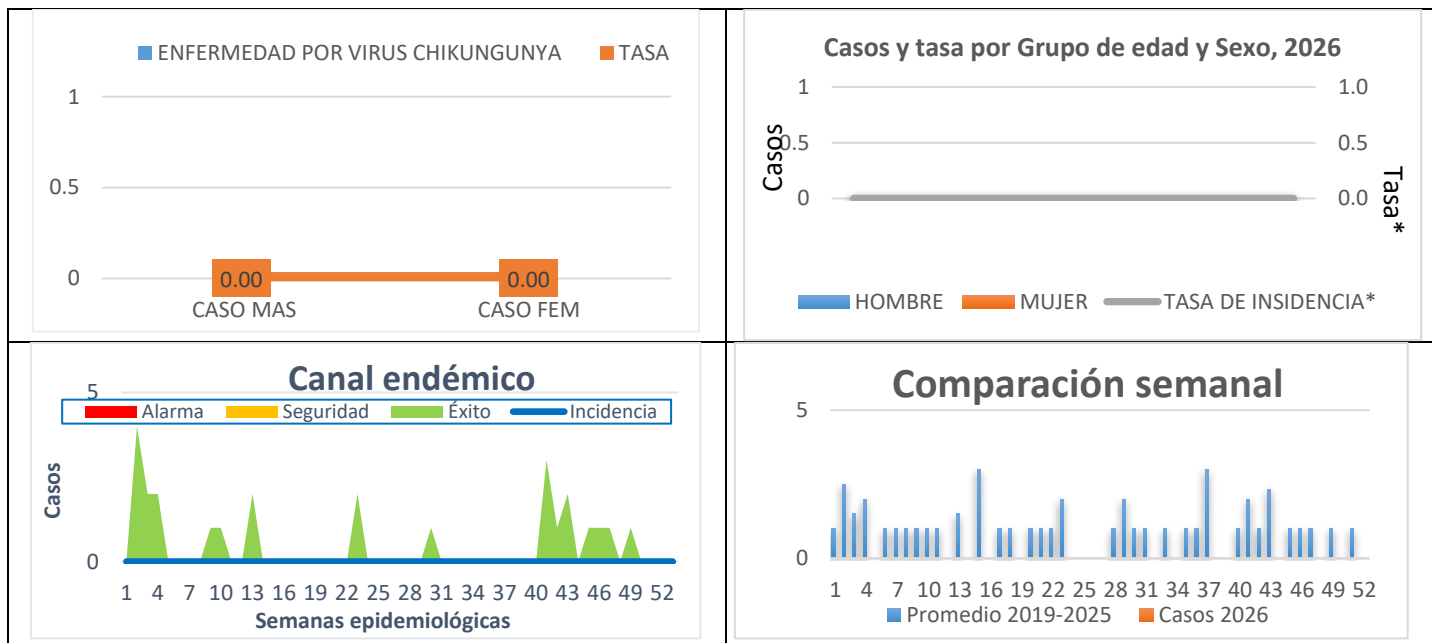 ENFERMEDAD POR VIRUS CHIKUNGUNYA TASA
1
0.5
0
0.00 0.00
CASO MAS CASO FEM
Casos y tasa por Grupo de edad y Sexo, 2026
1 1.0
0.5 0.5
0 0.0
Casos
Tasa*
HOMBRE MUJER TASA DE INSIDENCIA*
Canal endémico
5
Alarma Seguridad Éxito Incidencia
Casos
0
1 4 7 10 13 16 19 22 25 28 31 34 37 40 43 46 49 52
Semanas epidemiológicas
Comparación semanal
5
0
1 4 7 10 13 16 19 22 25 28 31 34 37 40 43 46 49 52
Promedio 2019-2025 Casos 2026